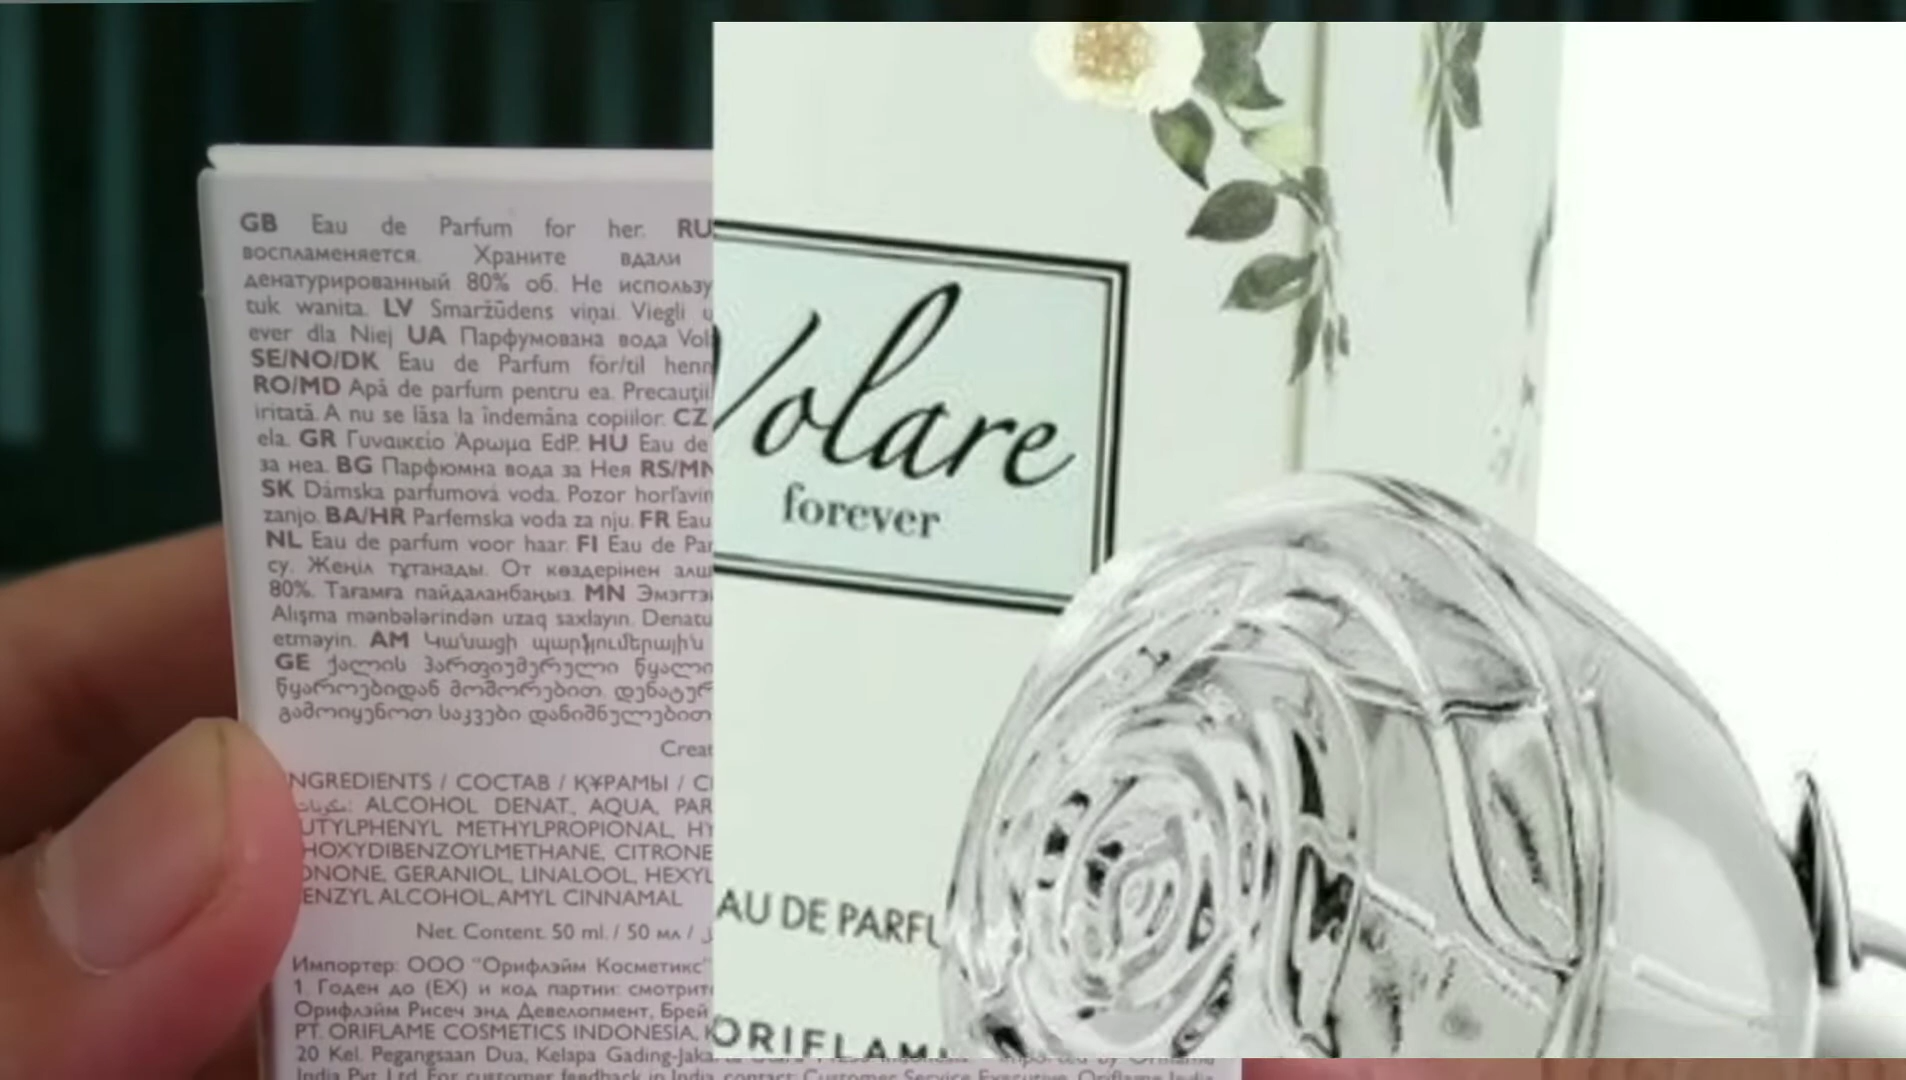 GB Eau de Parfum for her. RU
воспламеняется. Храните вдали
денатурированный 80% об. Не использу
tuk wanita. LV Smaržūdens viņai. Viegli u
ever dla Niej UA Парфумована вода Vol
SE/NO/DK Eau de Parfum för/til henn
RO/MD Apă de parfum pentru ea. Precauții
iritată. A nu se lăsa la îndemâna copiilor. CZ
ela. GR Γυναικείο Άρωμα EdP. HU Eau de
за неа. BG Парфюмна вода за Нея RS/MN
SK Dámska parfumová voda. Pozor horľavin
zanjo. BA/HR Parfemska voda za nju. FR Eau
NL Eau de parfum voor haar. FI Eau de Par
су. Жеңіл тұтанады. От көздерінен алш
80%. Тағамға пайдаланбаңыз. MN Эмэгтэ
Alışma mənbələrindən uzaq saxlayın. Denatu
etməyin. AM Կանացի պարֆյումերային
GE ქალის პარფიუმერული წყალი
წყაროებიდან მოშორებით. დენატურ
გამოიყენოთ საკვები დანიშნულებით
Creat
NGREDIENTS / СОСТАВ / ҚҰРАМЫ / C
ALCOHOL DENAT., AQUA, PAR
UTYLPHENYL METHYLPROPIONAL, HY
HOXYDIBENZOYLMETHANE, CITRONE
ONONE, GERANIOL, LINALOOL, HEXYL
ENZYL ALCOHOL, AMYL CINNAMAL
Net. Content. 50 ml. / 50 мл /
Импортер: ООО "Орифлэйм Косметикс"
1. Годен до (EX) и код партии: смотрите
Орифлэйм Рисеч энд Девелопмент, Брей
PT. ORIFLAME COSMETICS INDONESIA, K
20 Kel. Pegangsaan Dua, Kelapa Gading-Jaka
India Pvt. Ltd. For customer feedback in India contact: Customer Service Executive, Oriflame India
Volare
forever
AU DE PARFU
ORIFLAM